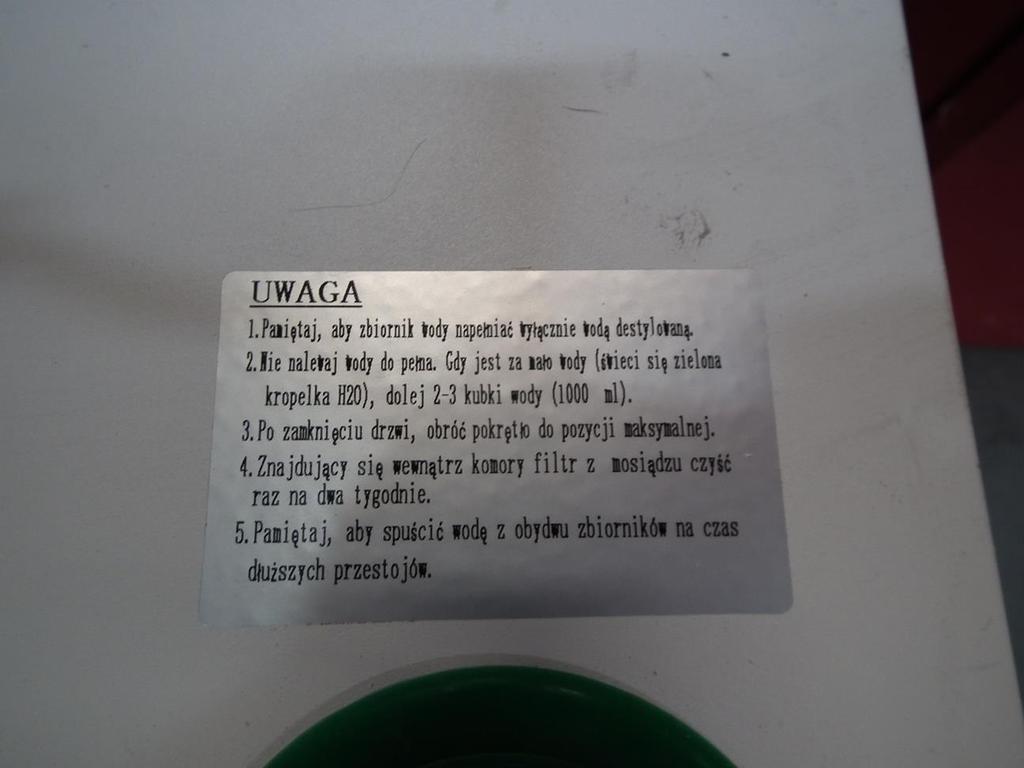 UWAGA
1.Pamiętaj, aby zbiornik wody napełniać wyłącznie wodą destylowaną.
2.Nie nalewaj wody do pełna. Gdy jest za mało wody (świeci się zielona
kropelka H2O), dolej 2-3 kubki wody (1000 ml).
3.Po zamknięciu drzwi, obróć pokrętło do pozycji maksymalnej.
4.Znajdujący się wewnątrz komory filtr z mosiądzu czyść
raz na dwa tygodnie.
5.Pamiętaj, aby spuścić wodę z obydwu zbiorników na czas
dłuższych przestojów.